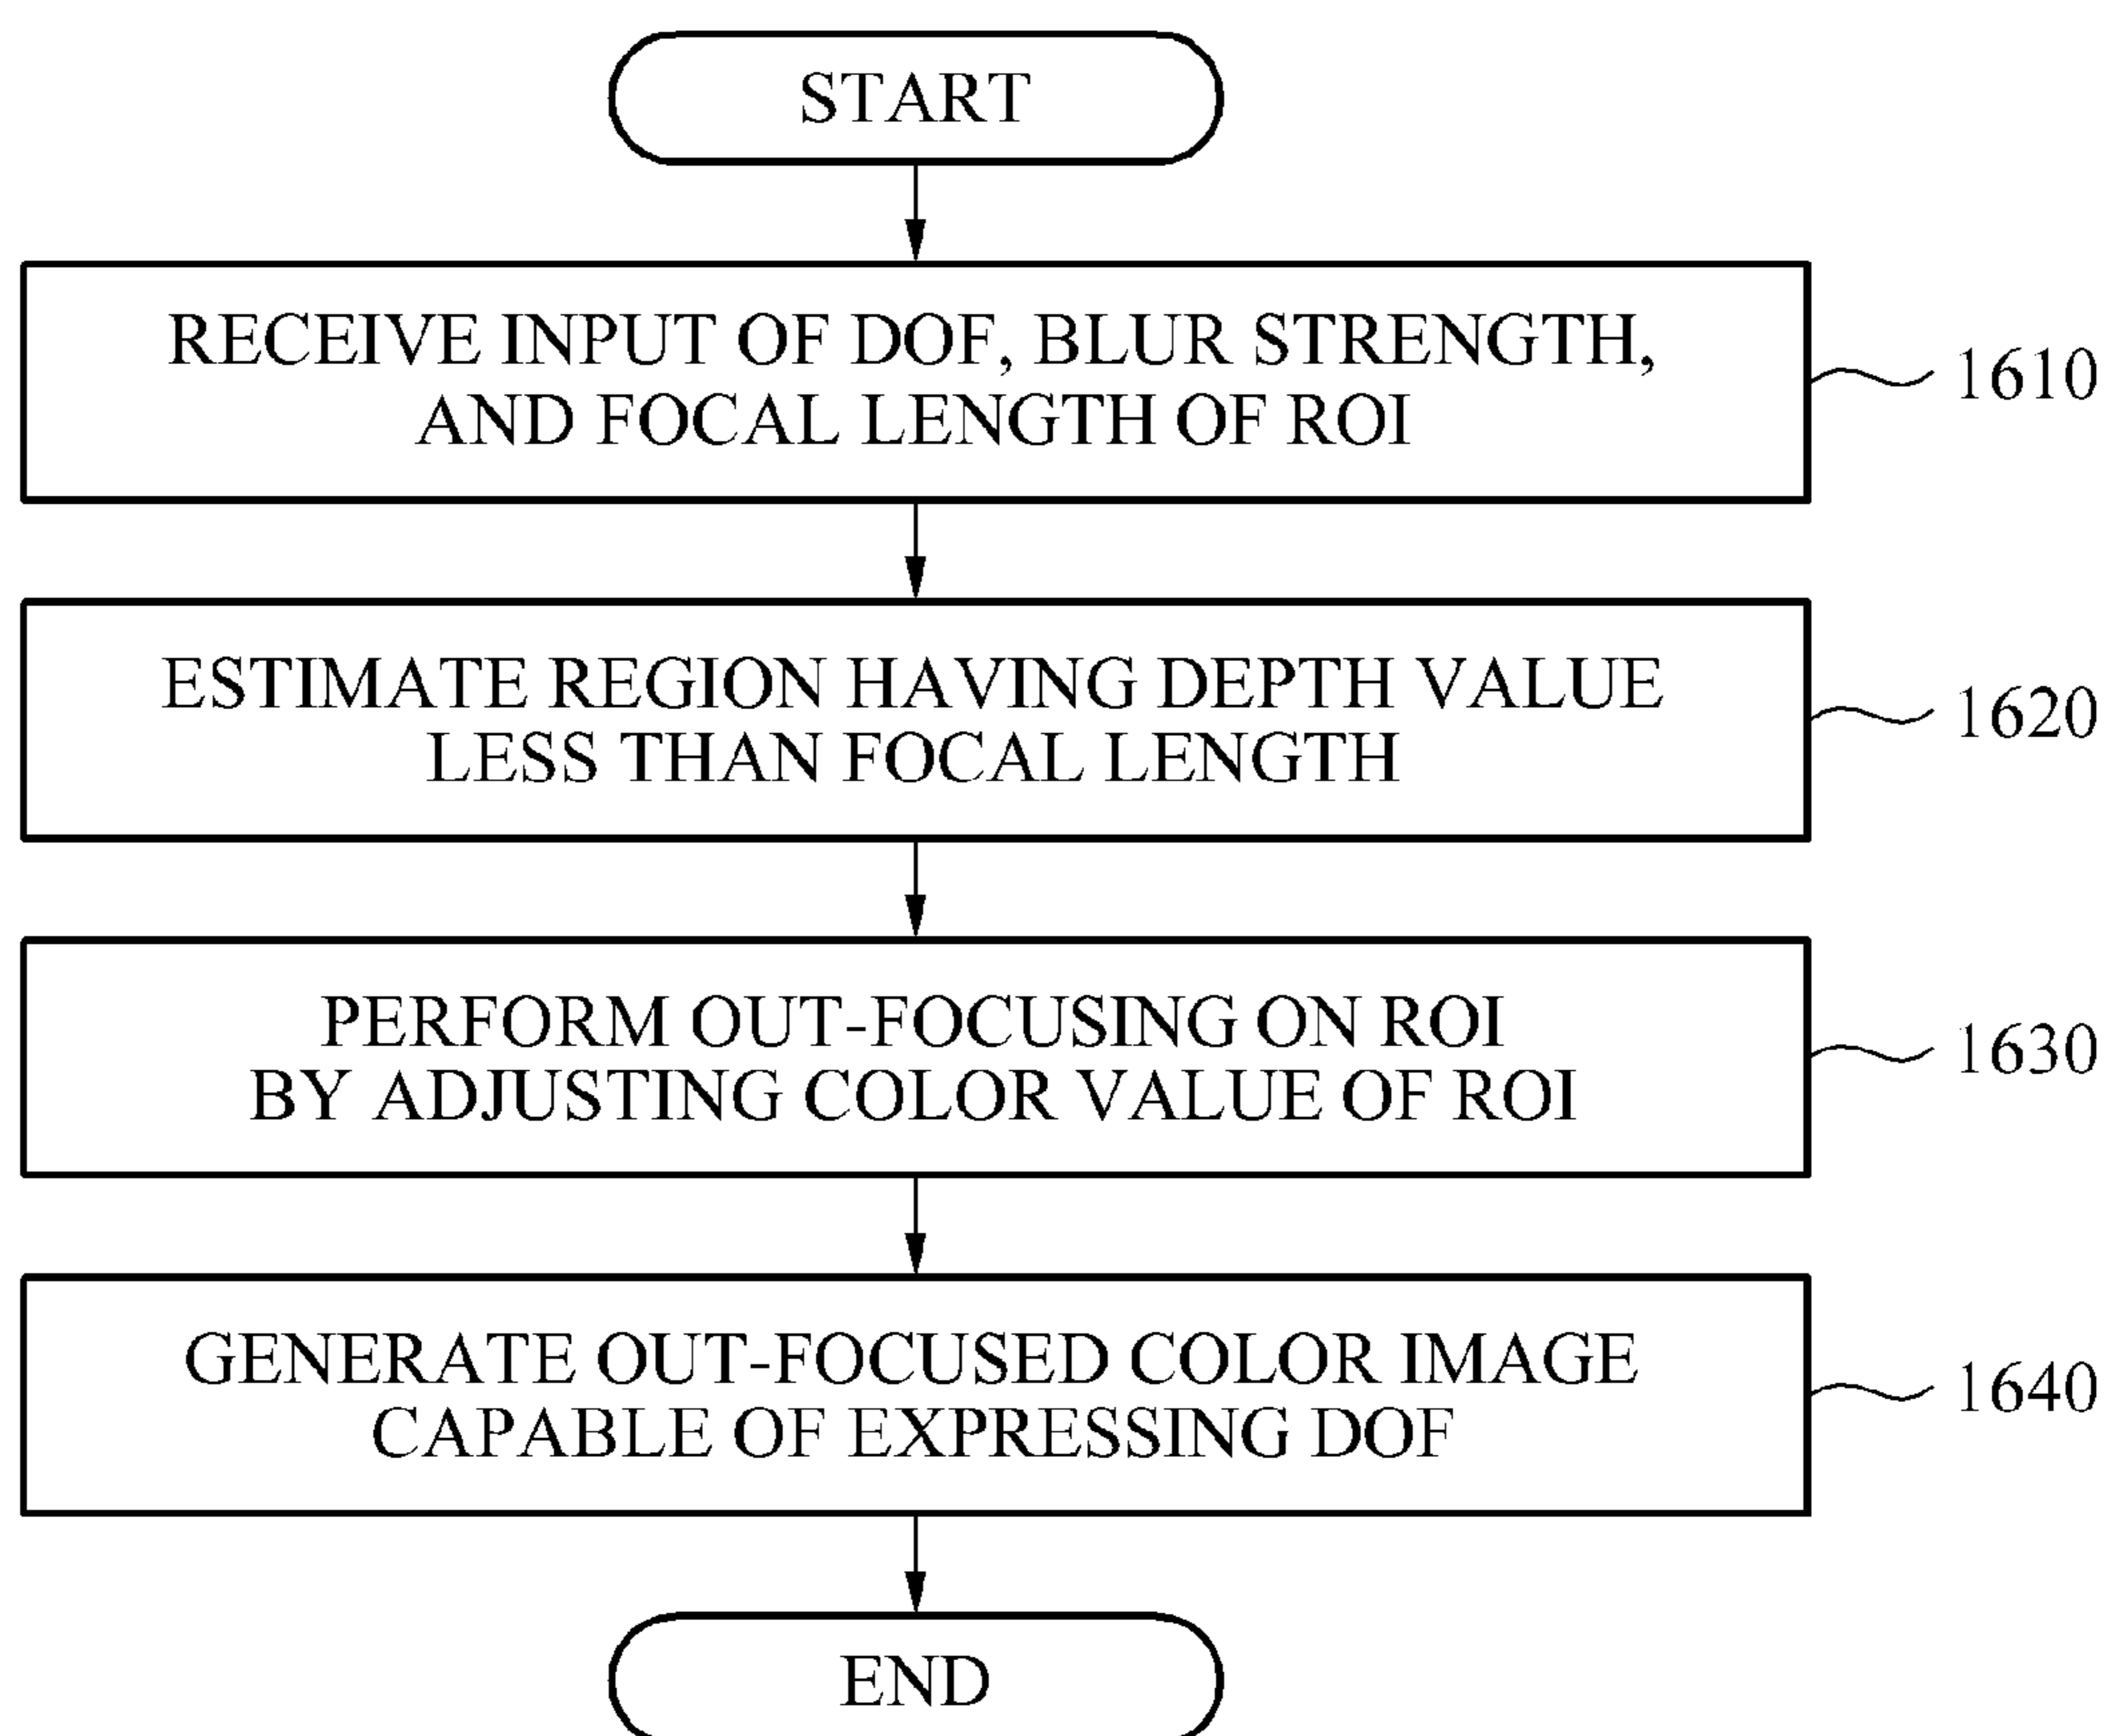 START
RECEIVE INPUT OF DOF, BLUR STRENGTH,
AND FOCAL LENGTH OF ROI
1610
ESTIMATE REGION HAVING DEPTH VALUE
LESS THAN FOCAL LENGTH
1620
PERFORM OUT-FOCUSING ON ROI
BY ADJUSTING COLOR VALUE OF ROI
1630
GENERATE OUT-FOCUSED COLOR IMAGE
CAPABLE OF EXPRESSING DOF
1640
END